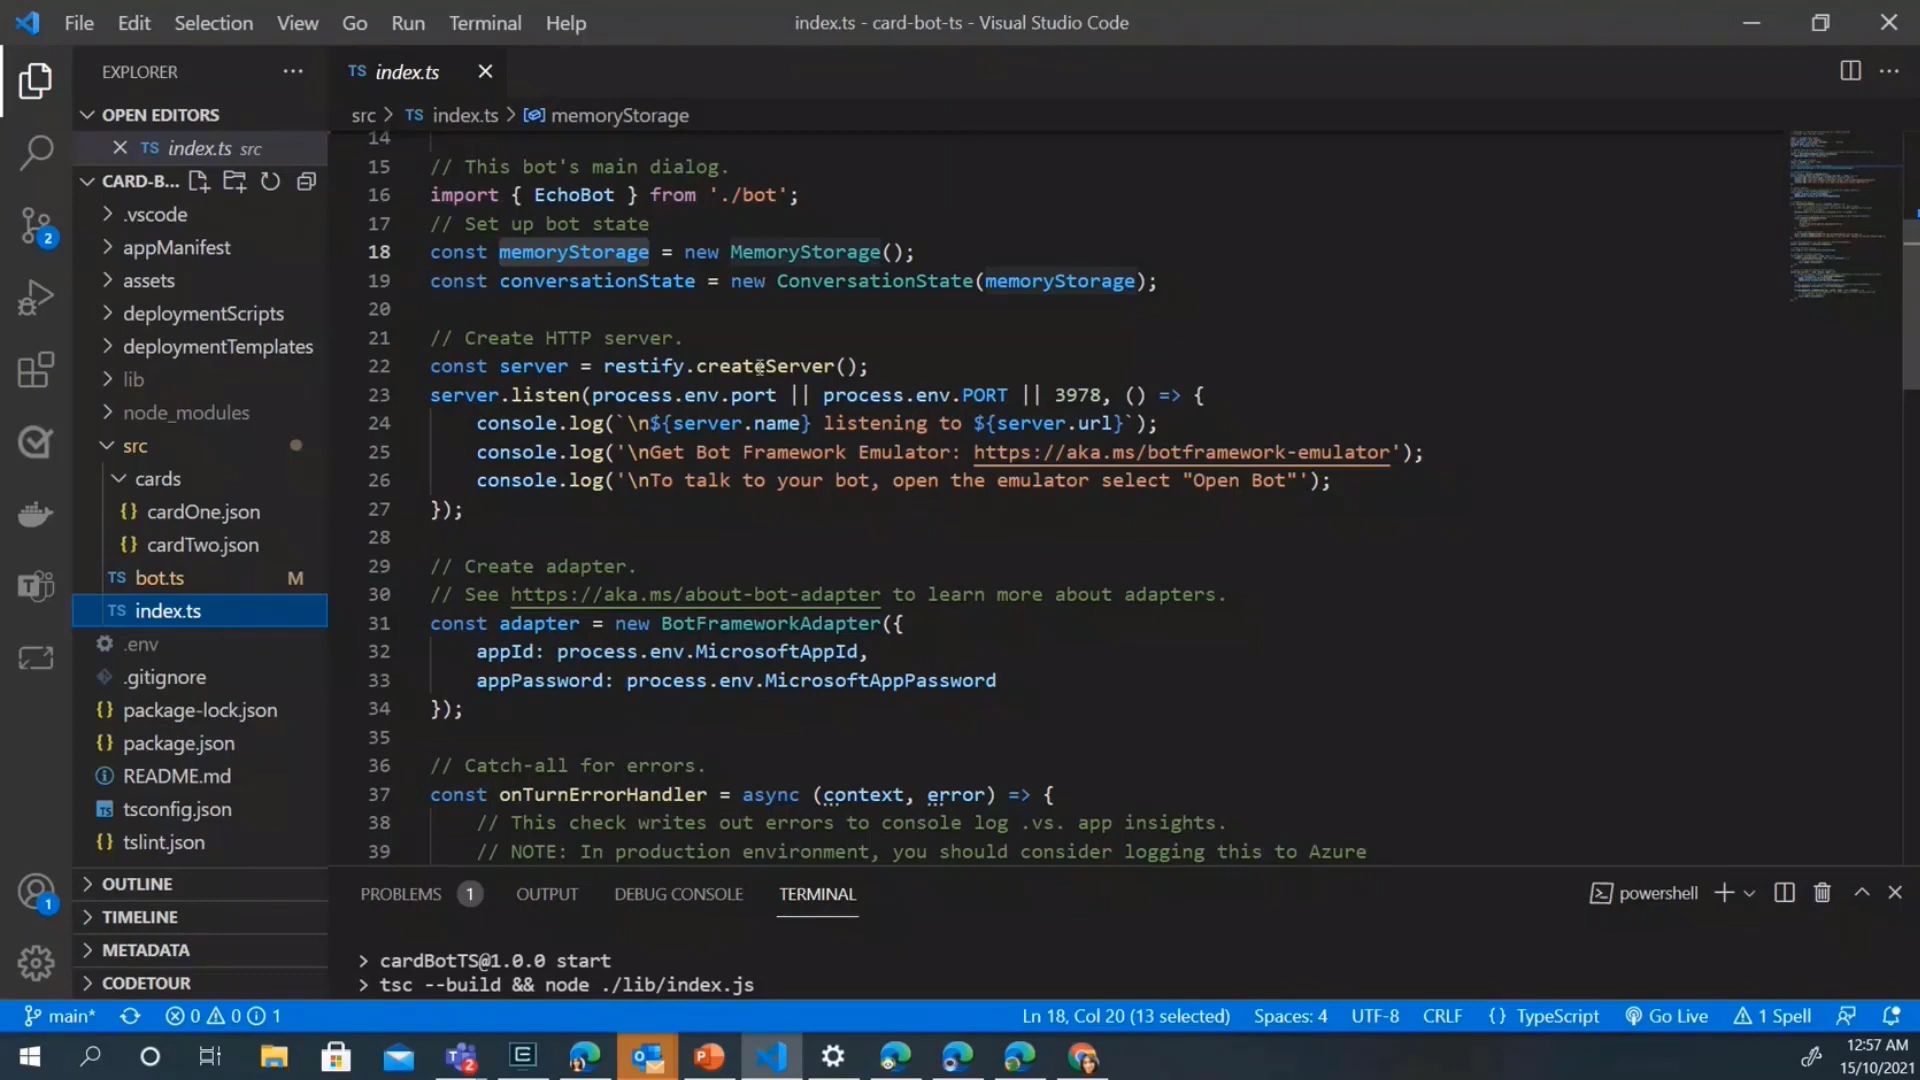 File Edit Selection View Go Run Terminal Help index.ts - card-bot-ts - Visual Studio Code
EXPLORER ···
TS index.ts
OPEN EDITORS
TS index.ts src
src > TS index.ts > memoryStorage
CARD-B...
.vscode
appManifest
assets
deploymentScripts
deploymentTemplates
lib
node_modules
src
cards
{} cardOne.json
{} cardTwo.json
TS bot.ts M
TS index.ts
.env
.gitignore
{} package-lock.json
{} package.json
README.md
TS tsconfig.json
{} tslint.json
OUTLINE
TIMELINE
METADATA
CODETOUR
2
1
14
15 // This bot's main dialog.
16 import { EchoBot } from './bot';
17 // Set up bot state
18 const memoryStorage = new MemoryStorage();
19 const conversationState = new ConversationState(memoryStorage);
20
21 // Create HTTP server.
22 const server = restify.createServer();
23 server.listen(process.env.port || process.env.PORT || 3978, () => {
24 console.log(`\n${server.name} listening to ${server.url}`);
25 console.log('\nGet Bot Framework Emulator: https://aka.ms/botframework-emulator');
26 console.log('\nTo talk to your bot, open the emulator select "Open Bot"');
27 });
28
29 // Create adapter.
30 // See https://aka.ms/about-bot-adapter to learn more about adapters.
31 const adapter = new BotFrameworkAdapter({
32 appId: process.env.MicrosoftAppId,
33 appPassword: process.env.MicrosoftAppPassword
34 });
35
36 // Catch-all for errors.
37 const onTurnErrorHandler = async (context, error) => {
38 // This check writes out errors to console log .vs. app insights.
39 // NOTE: In production environment, you should consider logging this to Azure
PROBLEMS 1 OUTPUT DEBUG CONSOLE TERMINAL powershell
> cardBotTS@1.0.0 start
> tsc --build && node ./lib/index.js
main* 0 0 1 Ln 18, Col 20 (13 selected) Spaces: 4 UTF-8 CRLF {} TypeScript Go Live 1 Spell
12:57 AM
15/10/2021